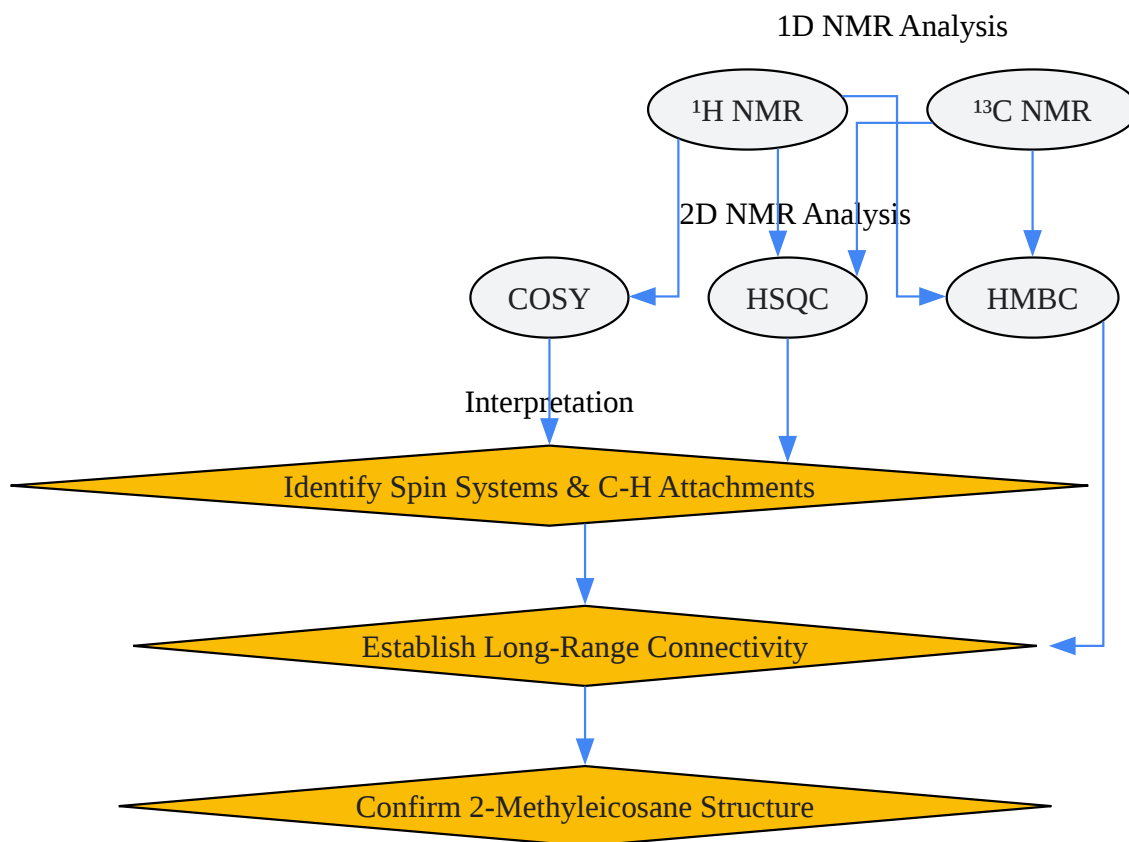 1D NMR Analysis
¹H NMR
¹³C NMR
2D NMR Analysis
COSY
HSQC
HMBC
Interpretation
Identify Spin Systems & C-H Attachments
Establish Long-Range Connectivity
Confirm 2-Methyleicosane Structure